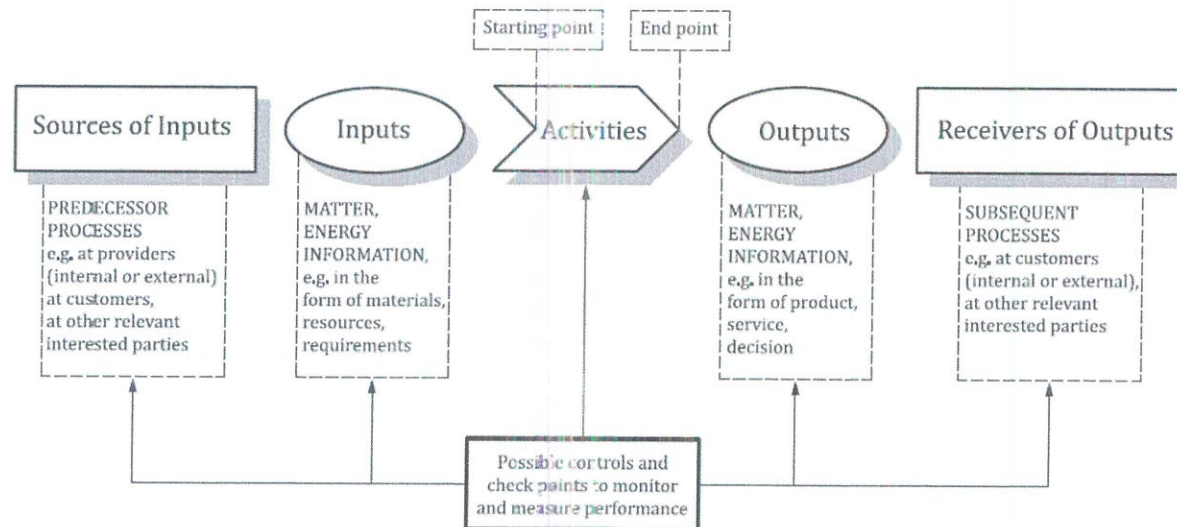 Starting point
End point
Sources of Inputs
Inputs
Activities
Outputs
Receivers of Outputs
PREDECESSOR
PROCESSES
e.g. at providers
(internal or external)
at customers,
at other relevant
interested parties
MATTER,
ENERGY
INFORMATION,
e.g. in the
form of materials,
resources,
requirements
MATTER,
ENERGY
INFORMATION,
e.g. in the
form of product,
service,
decision
SUBSEQUENT
PROCESSES
e.g. at customers
(internal or external),
at other relevant
interested parties
Possible controls and
check points to monitor
and measure performance